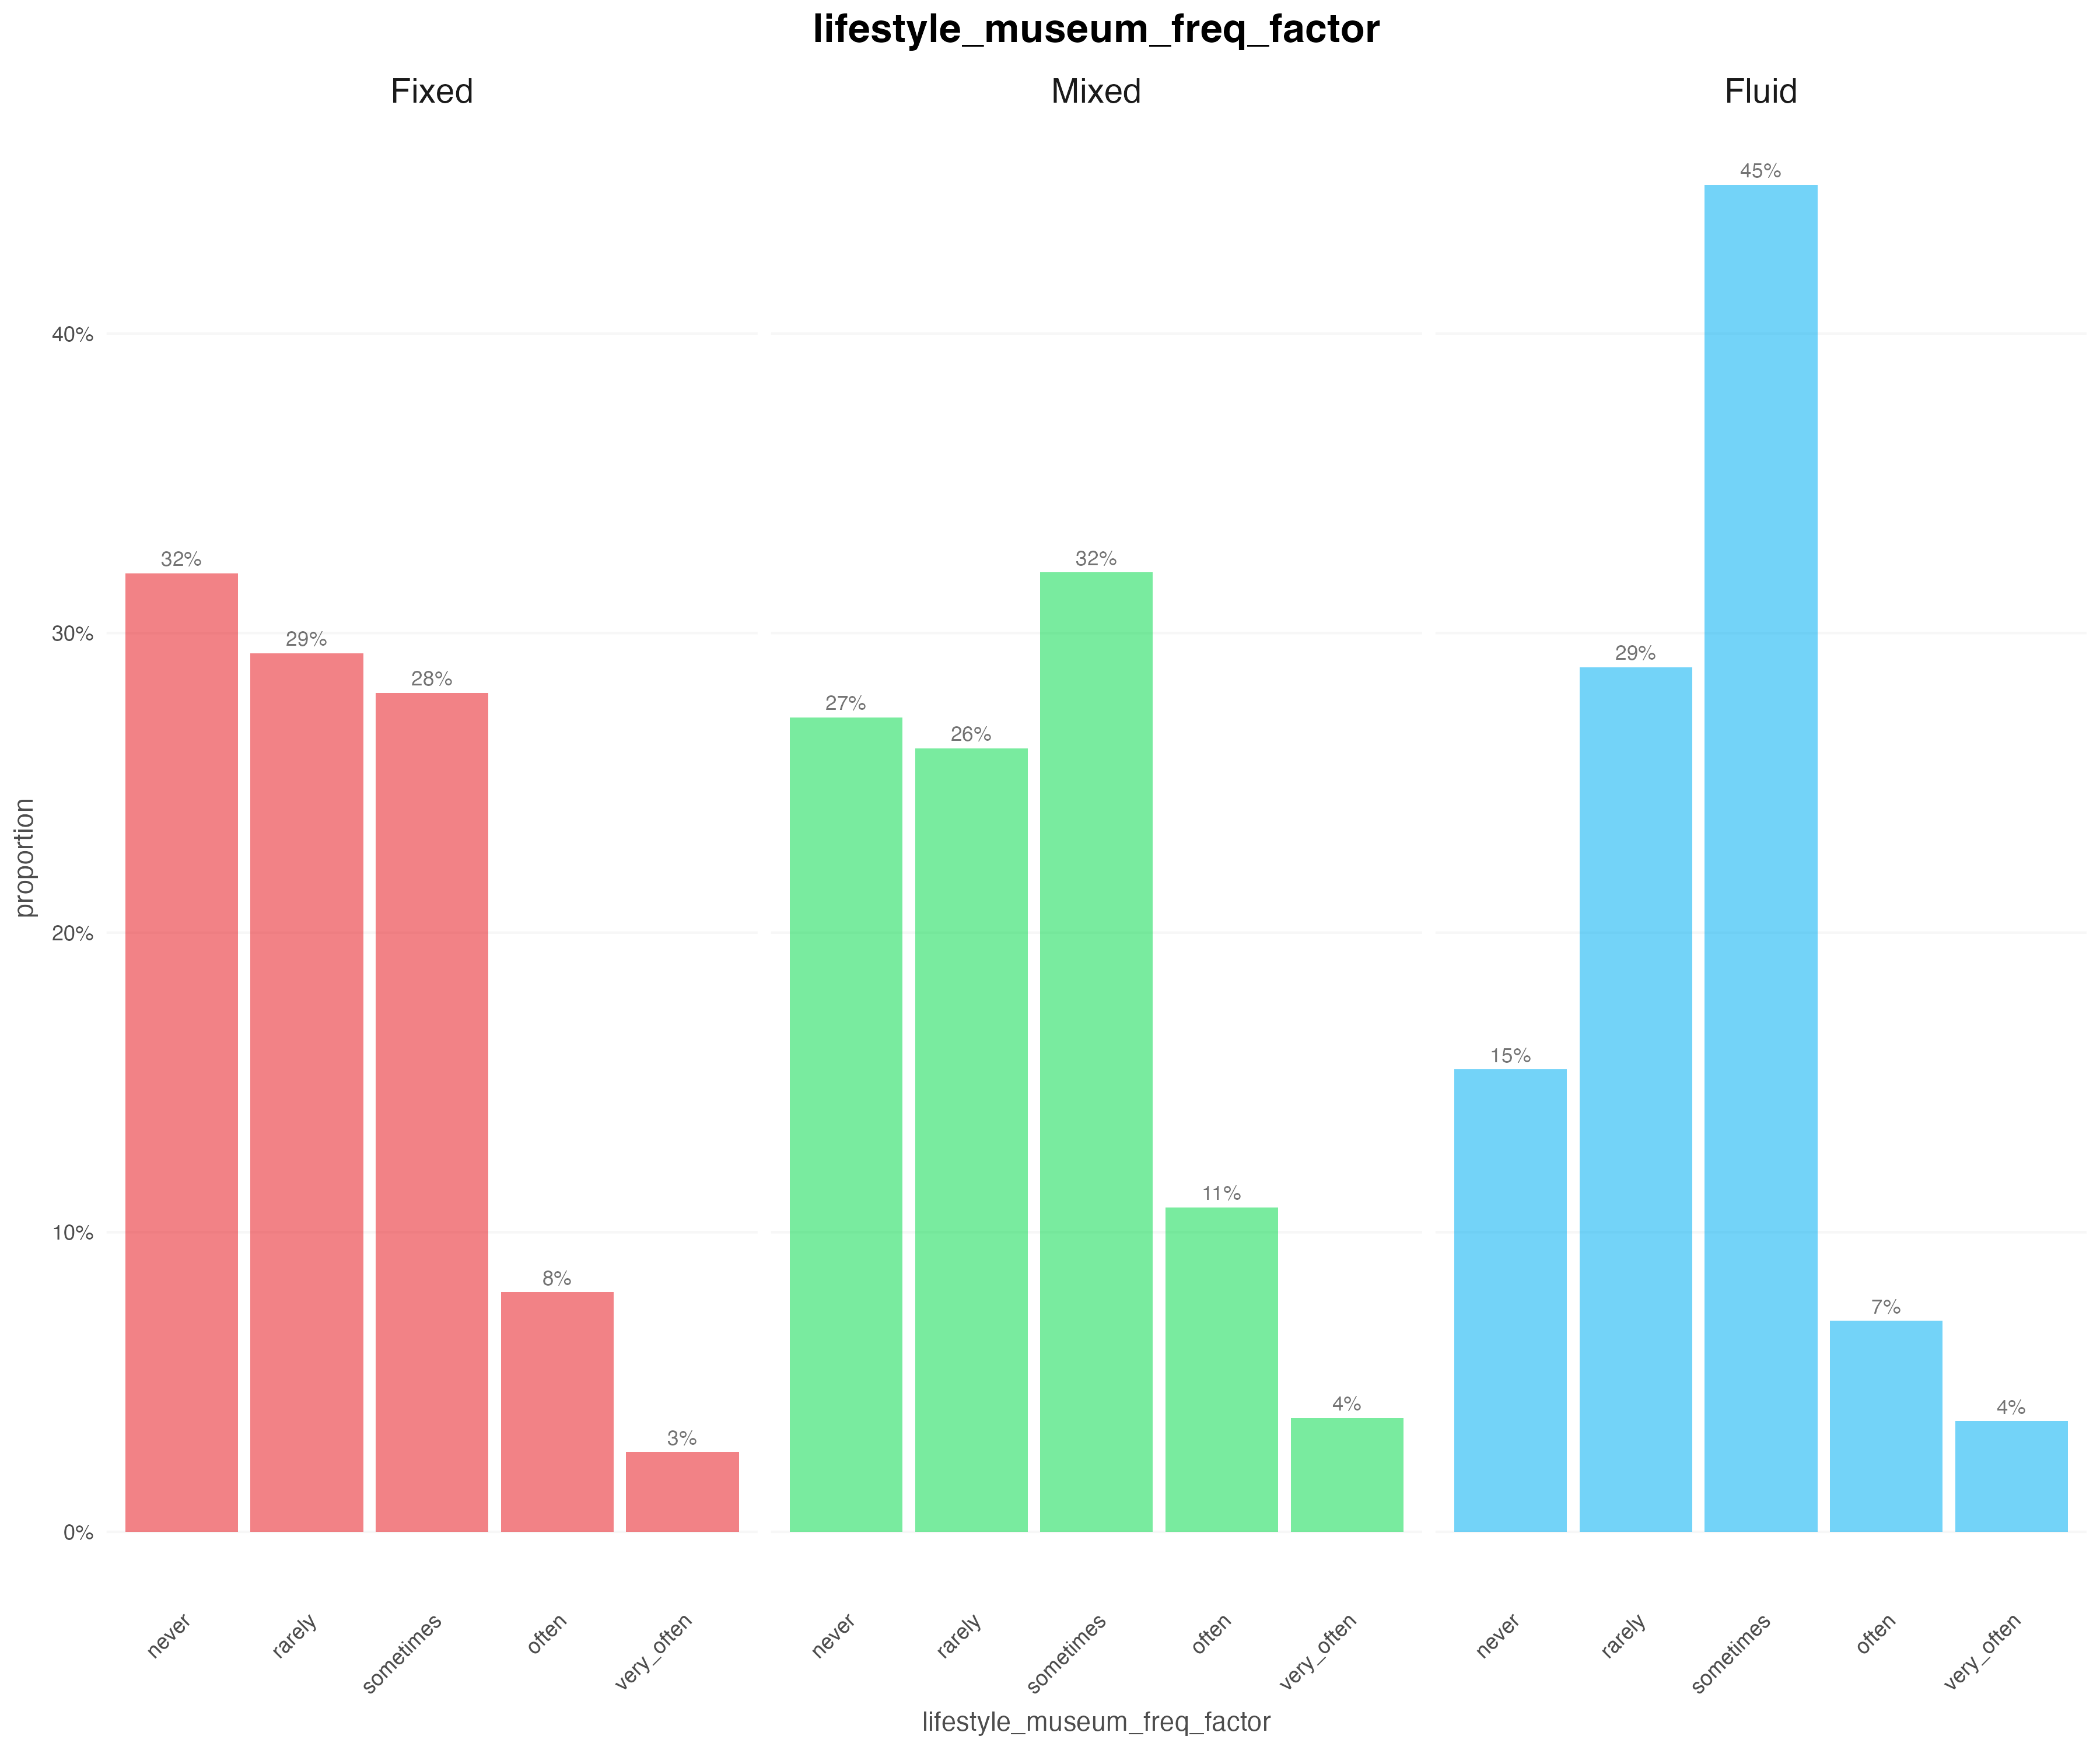 lifestyle_museum_freq_factor
Fixed
Mixed
Fluid
proportion
40%
30%
20%
10%
0%
32%
29%
28%
8%
3%
27%
26%
32%
11%
4%
15%
29%
45%
7%
4%
never
rarely
sometimes
often
very_often
never
rarely
sometimes
often
very_often
never
rarely
sometimes
often
very_often
lifestyle_museum_freq_factor